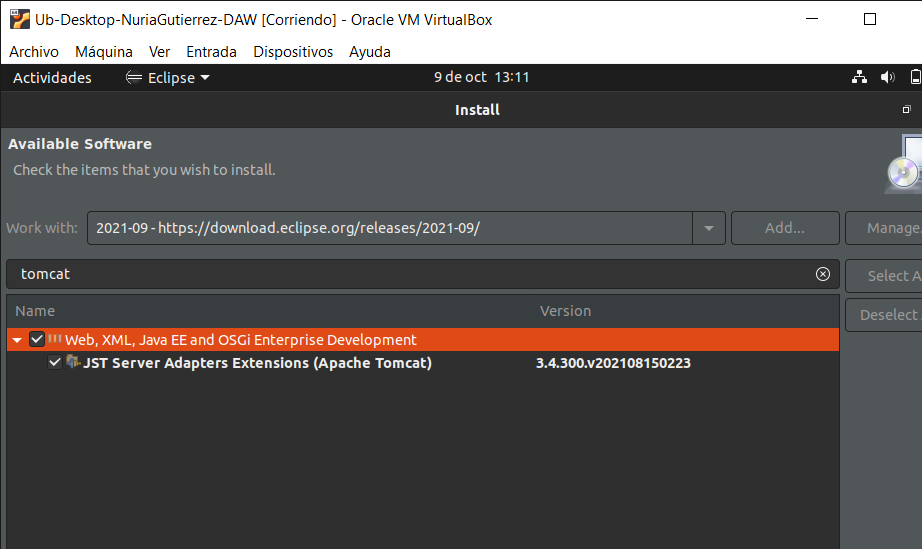 Ub-Desktop-NuriaGutierrez-DAW [Corriendo] - Oracle VM VirtualBox
Archivo Máquina Ver Entrada Dispositivos Ayuda
Actividades Eclipse 9 de oct 13:11
Install
Available Software
Check the items that you wish to install.
Work with: 2021-09 - https://download.eclipse.org/releases/2021-09/ Add... Manage.
tomcat Select A
Name Version Deselect
Web, XML, Java EE and OSGi Enterprise Development
JST Server Adapters Extensions (Apache Tomcat) 3.4.300.v202108150223